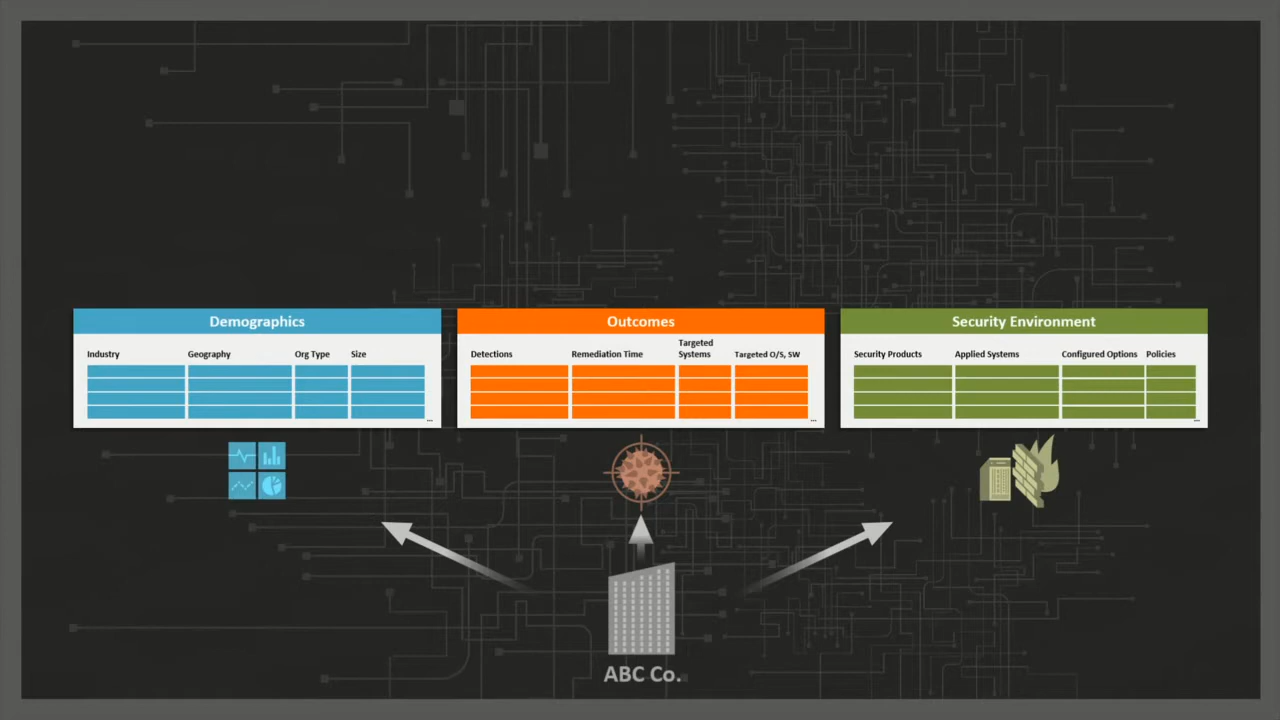 Demographics
Industry Geography Org Type Size
...
Outcomes
Detections Remediation Time Targeted Systems Targeted O/S, SW
...
Security Environment
Security Products Applied Systems Configured Options Policies
...
ABC Co.